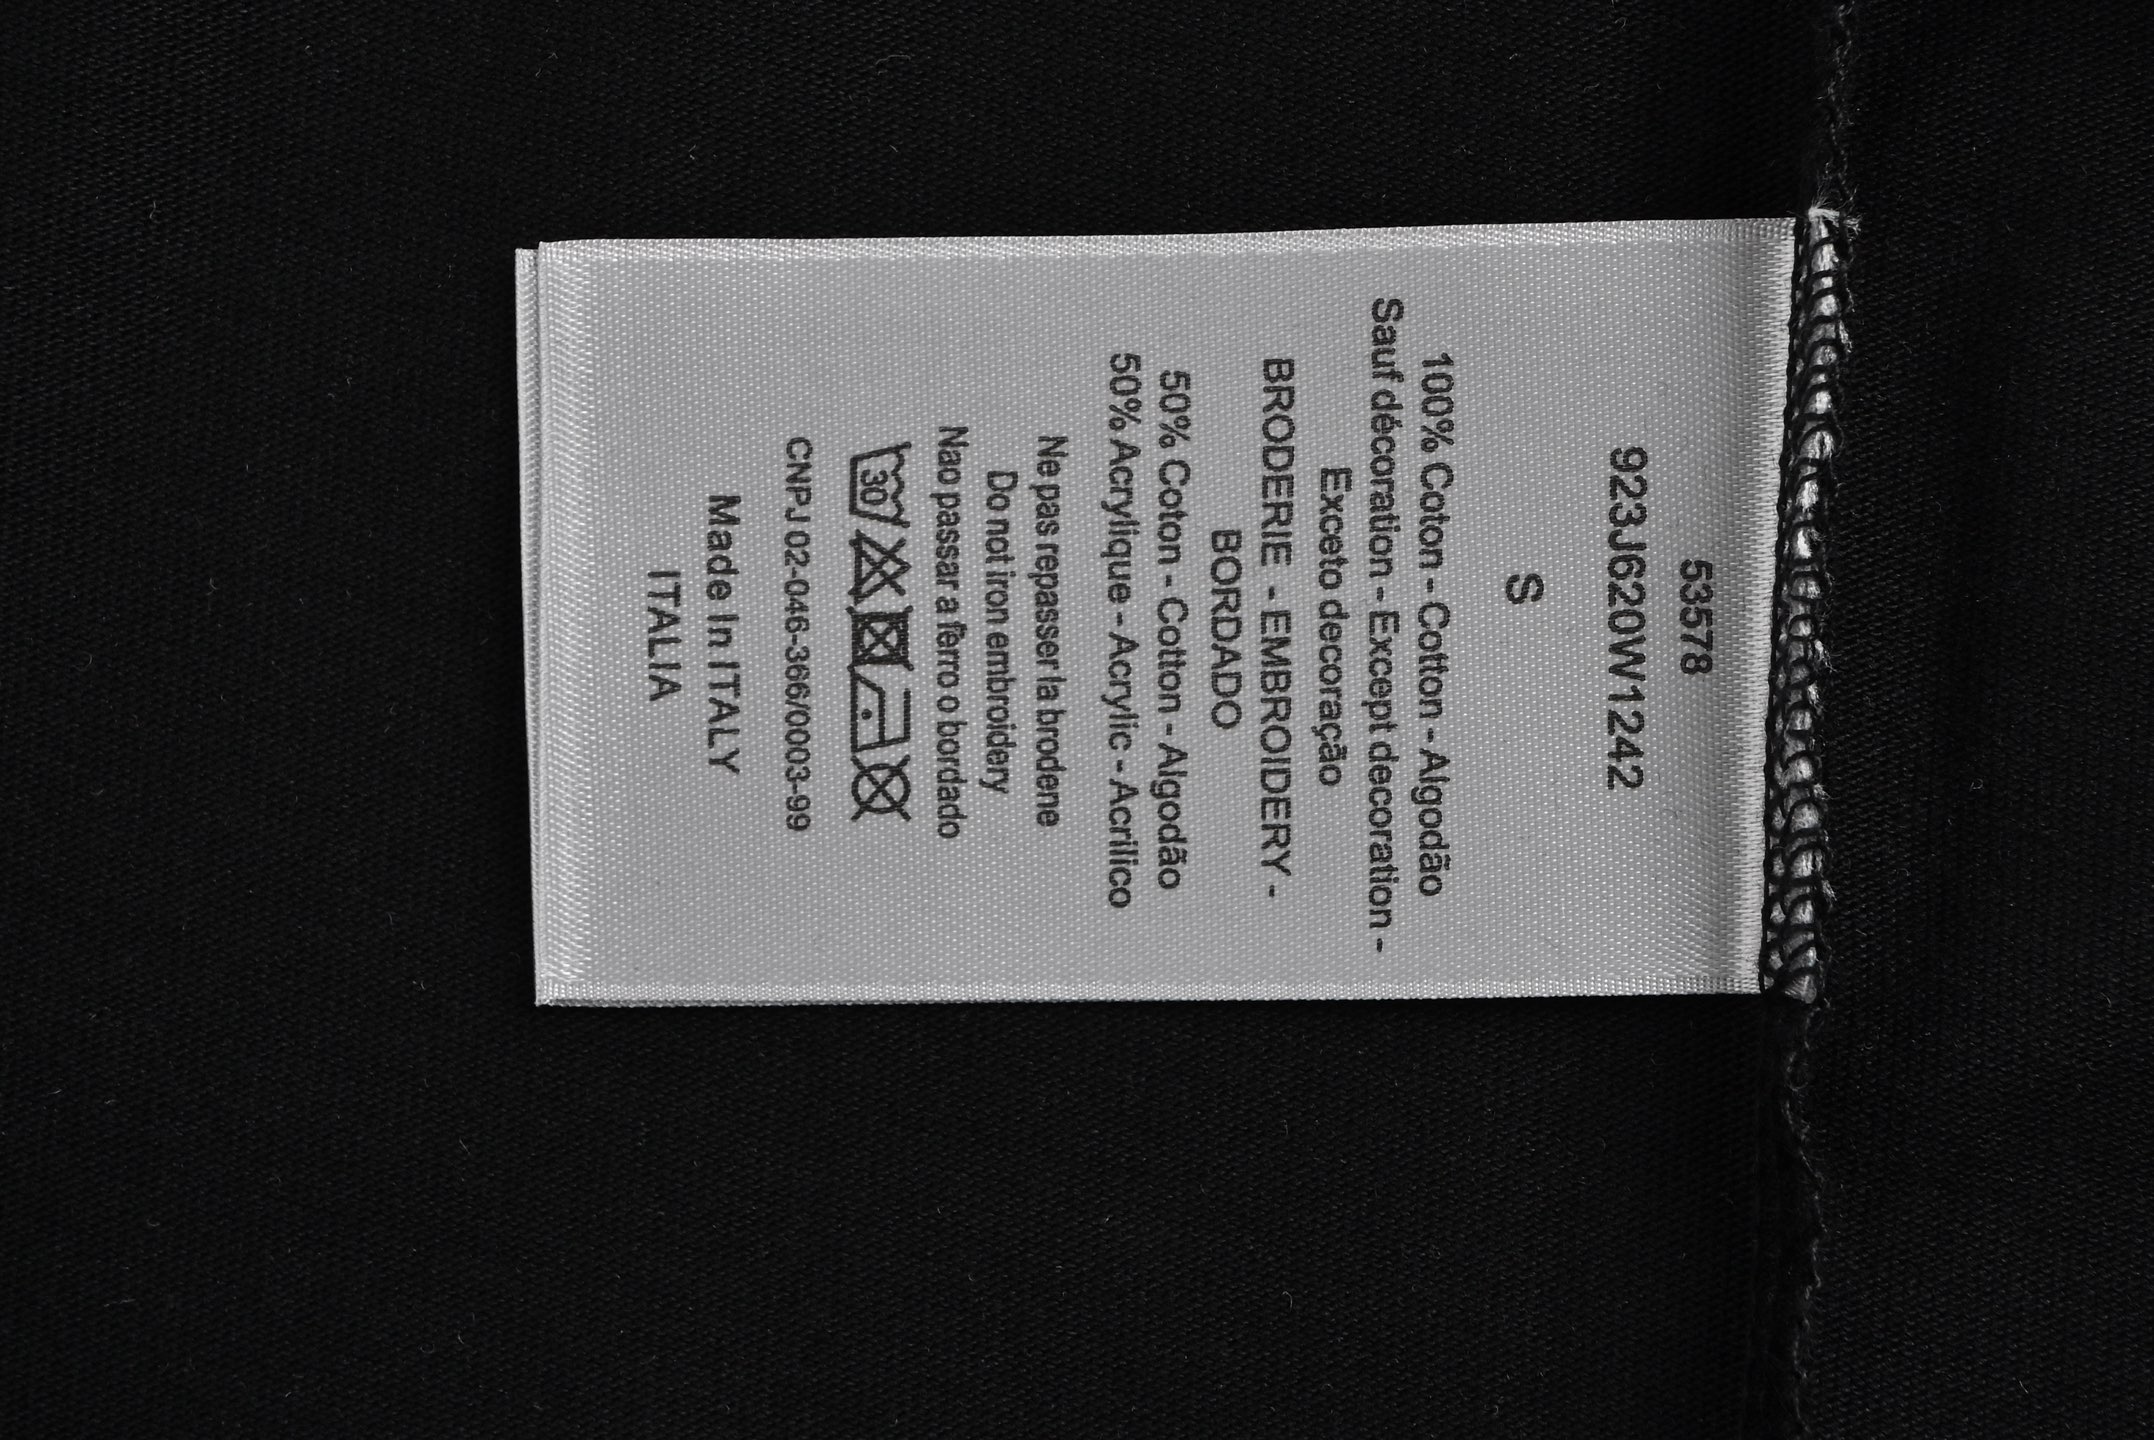 53578
923J620W1242
S
100% Coton - Cotton - Algodão
Sauf décoration - Except decoration -
Exceto decoração
BRODERIE - EMBROIDERY -
BORDADO
50% Coton - Cotton - Algodão
50% Acrylique - Acrylic - Acrilico
Ne pas repasser la brodene
Do not iron embroidery
Nao passar a fèrro o bordado
30
CNPJ 02-046-366/0003-99
Made In ITALY
ITALIA